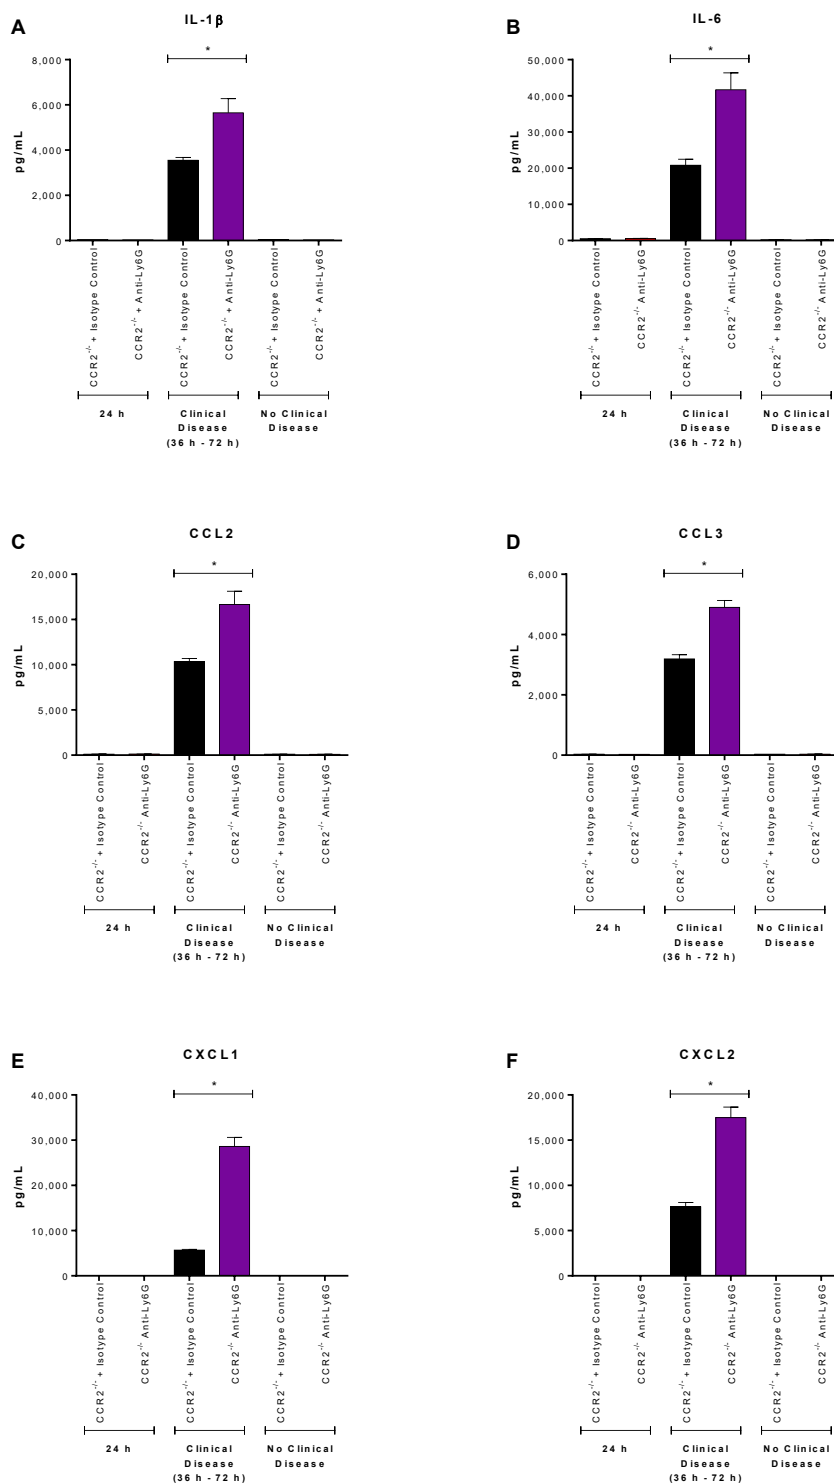 A
IL-1β
*
8,000
6,000
4,000
2,000
0
pg/mL
CCR2-/- + Isotype Control
CCR2-/- + Anti-Ly6G
CCR2-/- + Isotype Control
CCR2-/- + Anti-Ly6G
CCR2-/- + Isotype Control
CCR2-/- + Anti-Ly6G
24 h
Clinical
Disease
(36 h - 72 h)
No Clinical
Disease
B
IL-6
*
50,000
40,000
30,000
20,000
10,000
0
pg/mL
CCR2-/- + Isotype Control
CCR2-/- Anti-Ly6G
CCR2-/- + Isotype Control
CCR2-/- Anti-Ly6G
CCR2-/- + Isotype Control
CCR2-/- Anti-Ly6G
24 h
Clinical
Disease
(36 h - 72 h)
No Clinical
Disease
C
CCL2
*
20,000
15,000
10,000
5,000
0
pg/mL
CCR2-/- + Isotype Control
CCR2-/- Anti-Ly6G
CCR2-/- + Isotype Control
CCR2-/- Anti-Ly6G
CCR2-/- + Isotype Control
CCR2-/- Anti-Ly6G
24 h
Clinical
Disease
(36 h - 72 h)
No Clinical
Disease
D
CCL3
*
6,000
4,000
2,000
0
pg/mL
CCR2-/- + Isotype Control
CCR2-/- Anti-Ly6G
CCR2-/- + Isotype Control
CCR2-/- Anti-Ly6G
CCR2-/- + Isotype Control
CCR2-/- Anti-Ly6G
24 h
Clinical
Disease
(36 h - 72 h)
No Clinical
Disease
E
CXCL1
*
40,000
30,000
20,000
10,000
0
pg/mL
CCR2-/- + Isotype Control
CCR2-/- Anti-Ly6G
CCR2-/- + Isotype Control
CCR2-/- Anti-Ly6G
CCR2-/- + Isotype Control
CCR2-/- Anti-Ly6G
24 h
Clinical
Disease
(36 h - 72 h)
No Clinical
Disease
F
CXCL2
*
20,000
15,000
10,000
5,000
0
pg/mL
CCR2-/- + Isotype Control
CCR2-/- Anti-Ly6G
CCR2-/- + Isotype Control
CCR2-/- Anti-Ly6G
CCR2-/- + Isotype Control
CCR2-/- Anti-Ly6G
24 h
Clinical
Disease
(36 h - 72 h)
No Clinical
Disease